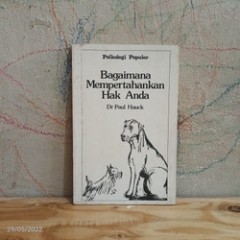 Psikologi Populer
Bagaimana
Mempertahankan
Hak Anda
Dr Paul Hauck
29/05/2022